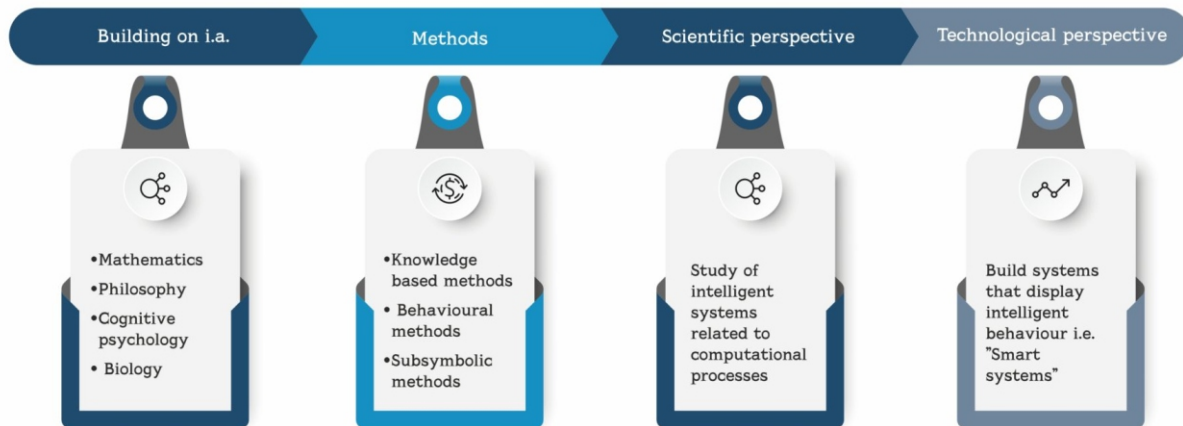 Building on i.a.
Methods
Scientific perspective
Technological perspective
•Mathematics
•Philosophy
•Cognitive
psychology
• Biology
•Knowledge
based methods
• Behavioural
methods
•Subsymbolic
methods
Study of
intelligent
systems
related to
computational
processes
Build systems
that display
intelligent
behaviour i.e.
"Smart
systems"